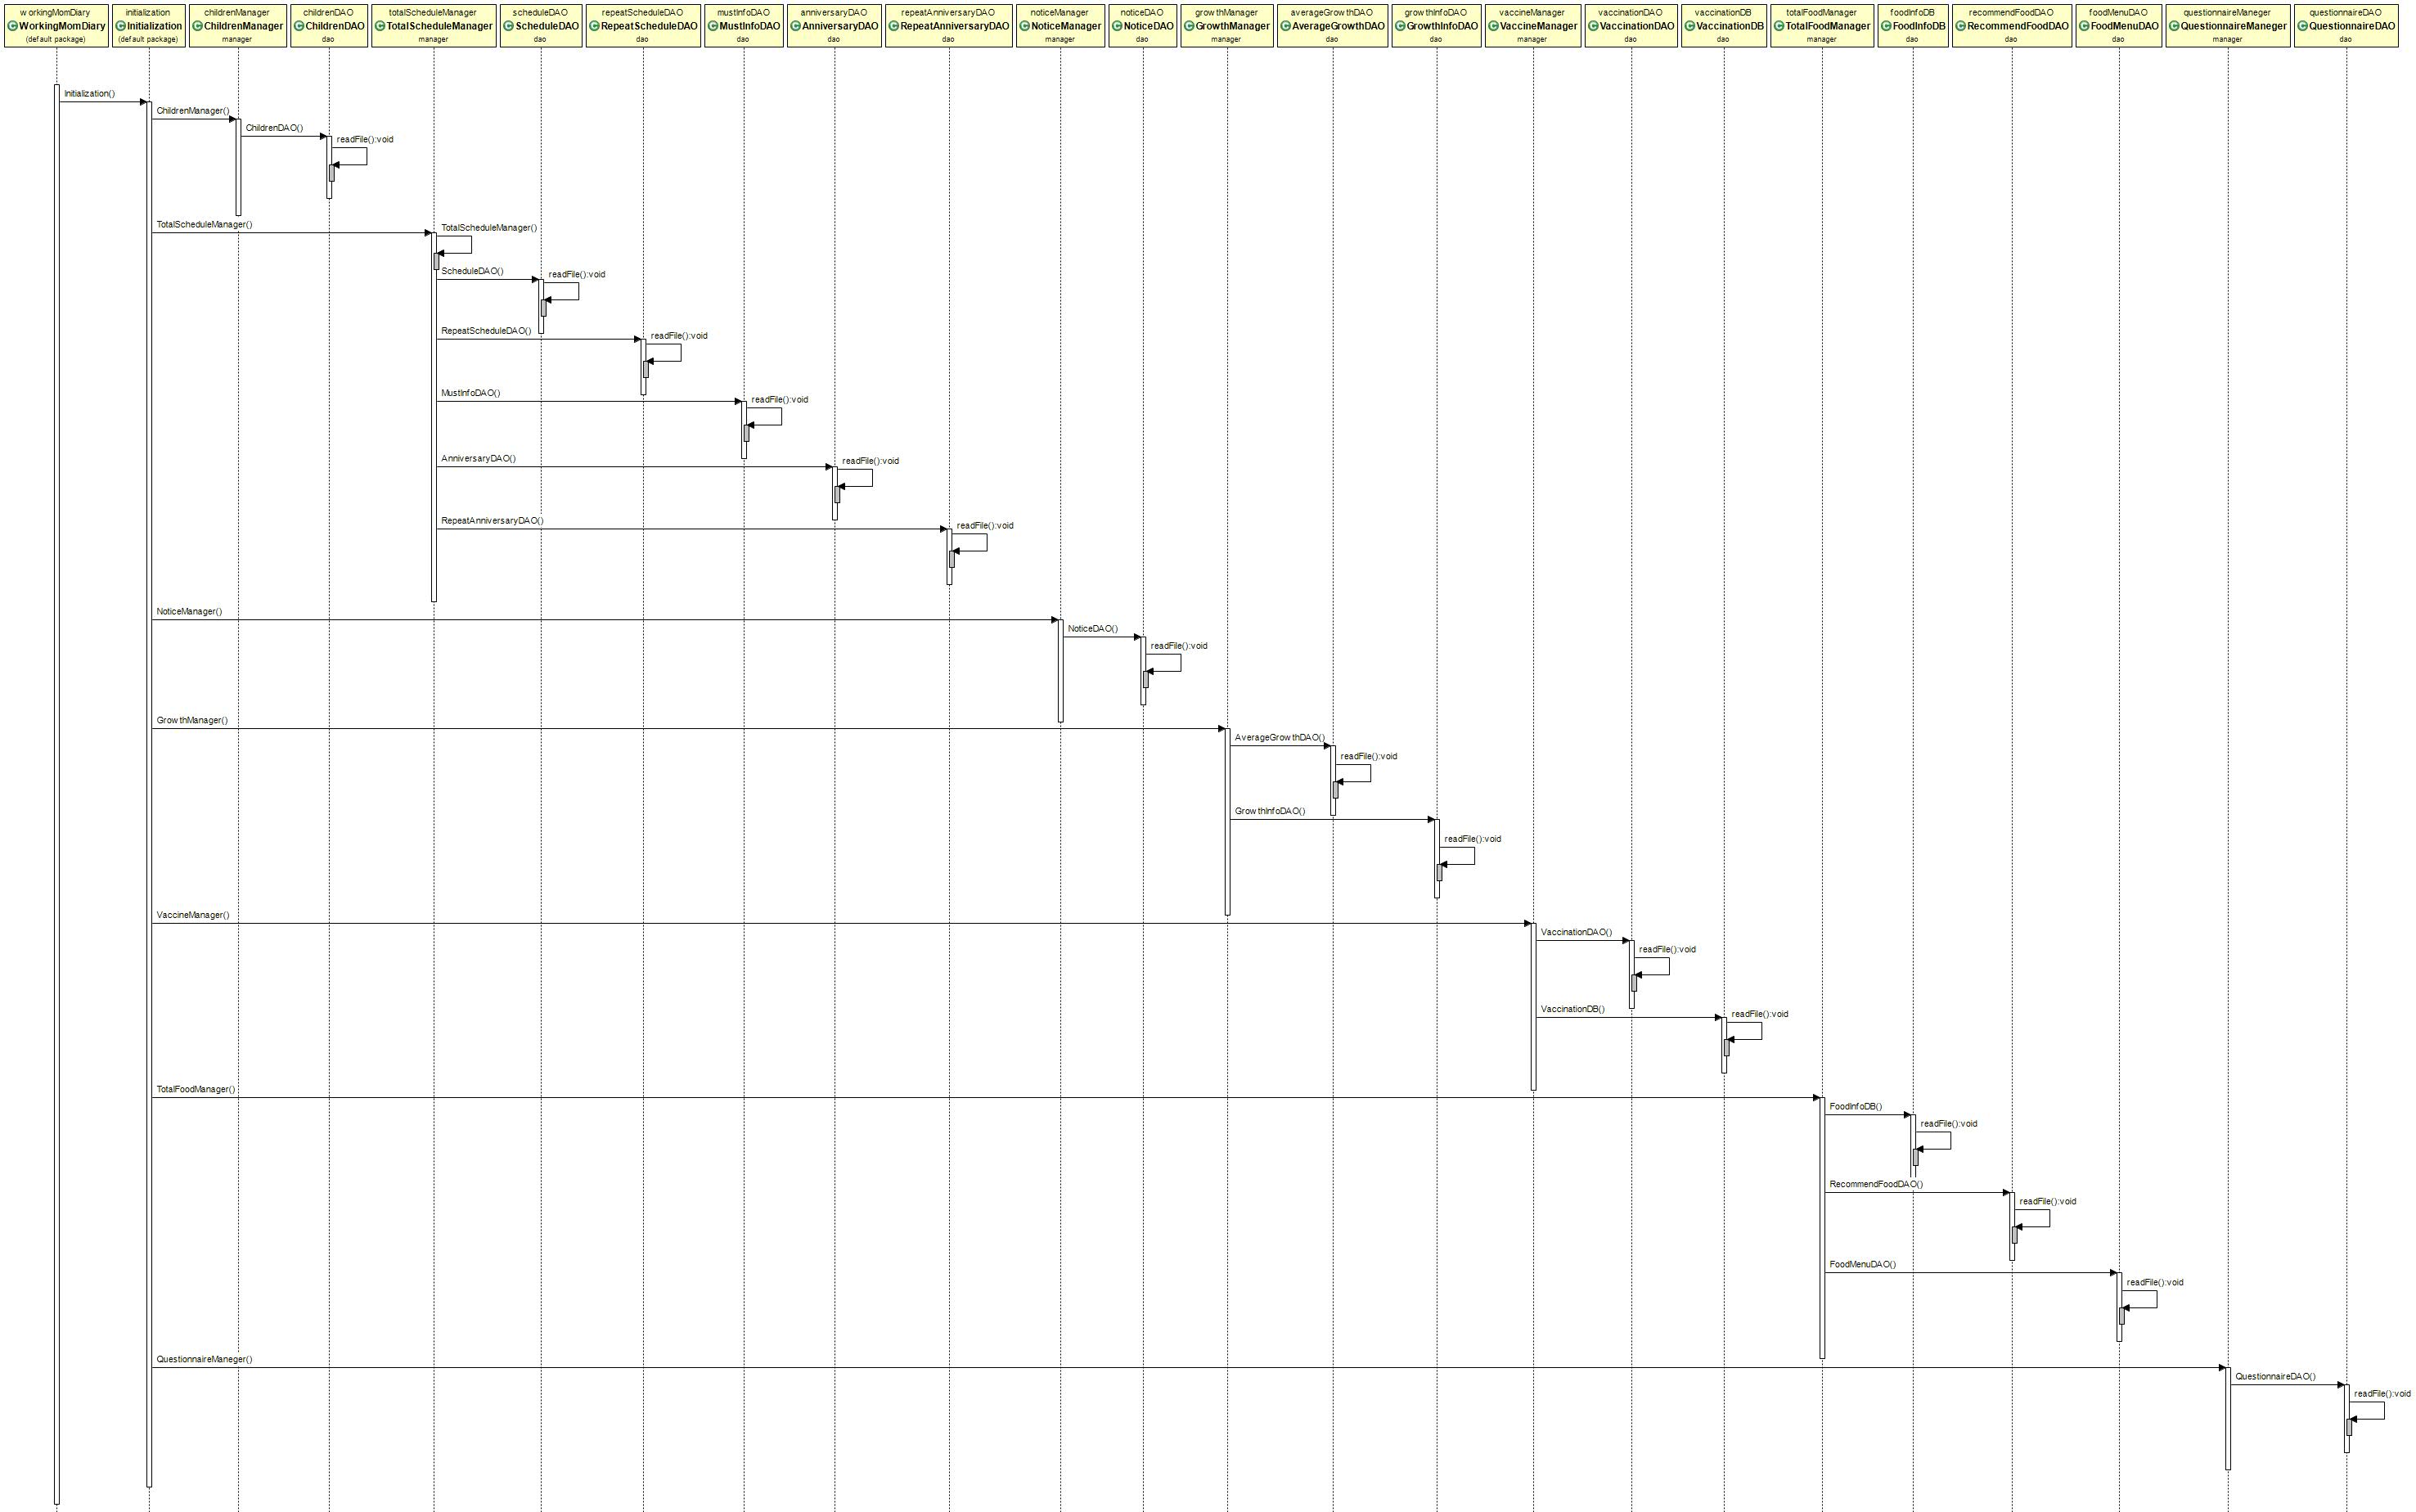 workingMomDiary
WorkingMomDiary
(default package)
initialization
Initialization
(default package)
childrenManager
ChildrenManager
manager
childrenDAO
ChildrenDAO
dao
totalScheduleManager
TotalScheduleManager
manager
scheduleDAO
ScheduleDAO
dao
repeatScheduleDAO
RepeatScheduleDAO
dao
mustInfoDAO
MustInfoDAO
dao
anniversaryDAO
AnniversaryDAO
dao
repeatAnniversaryDAO
RepeatAnniversaryDAO
dao
noticeManager
NoticeManager
manager
noticeDAO
NoticeDAO
dao
growthManager
GrowthManager
manager
averageGrowthDAO
AverageGrowthDAO
dao
growthInfoDAO
GrowthInfoDAO
dao
vaccineManager
VaccineManager
manager
vaccinationDAO
VaccinationDAO
dao
vaccinationDB
VaccinationDB
dao
totalFoodManager
TotalFoodManager
manager
foodInfoDB
FoodInfoDB
dao
recommendFoodDAO
RecommendFoodDAO
dao
foodMenuDAO
FoodMenuDAO
dao
questionnaireManeger
QuestionnaireManeger
manager
questionnaireDAO
QuestionnaireDAO
dao
Initialization()
ChildrenManager()
ChildrenDAO()
readFile():void
TotalScheduleManager()
TotalScheduleManager()
ScheduleDAO()
readFile():void
RepeatScheduleDAO()
readFile():void
MustInfoDAO()
readFile():void
AnniversaryDAO()
readFile():void
RepeatAnniversaryDAO()
readFile():void
NoticeManager()
NoticeDAO()
readFile():void
GrowthManager()
AverageGrowthDAO()
readFile():void
GrowthInfoDAO()
readFile():void
VaccineManager()
VaccinationDAO()
readFile():void
VaccinationDB()
readFile():void
TotalFoodManager()
FoodInfoDB()
readFile():void
RecommendFoodDAO()
readFile():void
FoodMenuDAO()
readFile():void
QuestionnaireManeger()
QuestionnaireDAO()
readFile():void